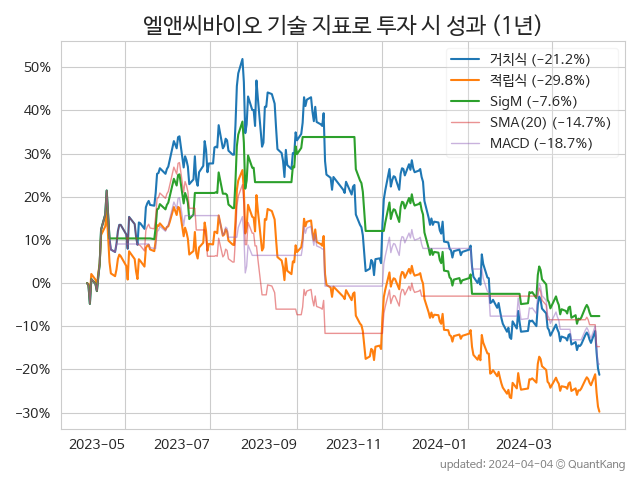 엘앤씨바이오 기술 지표로 투자 시 성과 (1년)
거치식 (−21.2%)
적립식 (−29.8%)
SigM (−7.6%)
SMA(20) (−14.7%)
MACD (−18.7%)
50%
40%
30%
20%
10%
0%
−10%
−20%
−30%
2023-05 2023-07 2023-09 2023-11 2024-01 2024-03
updated: 2024-04-04 © QuantKang